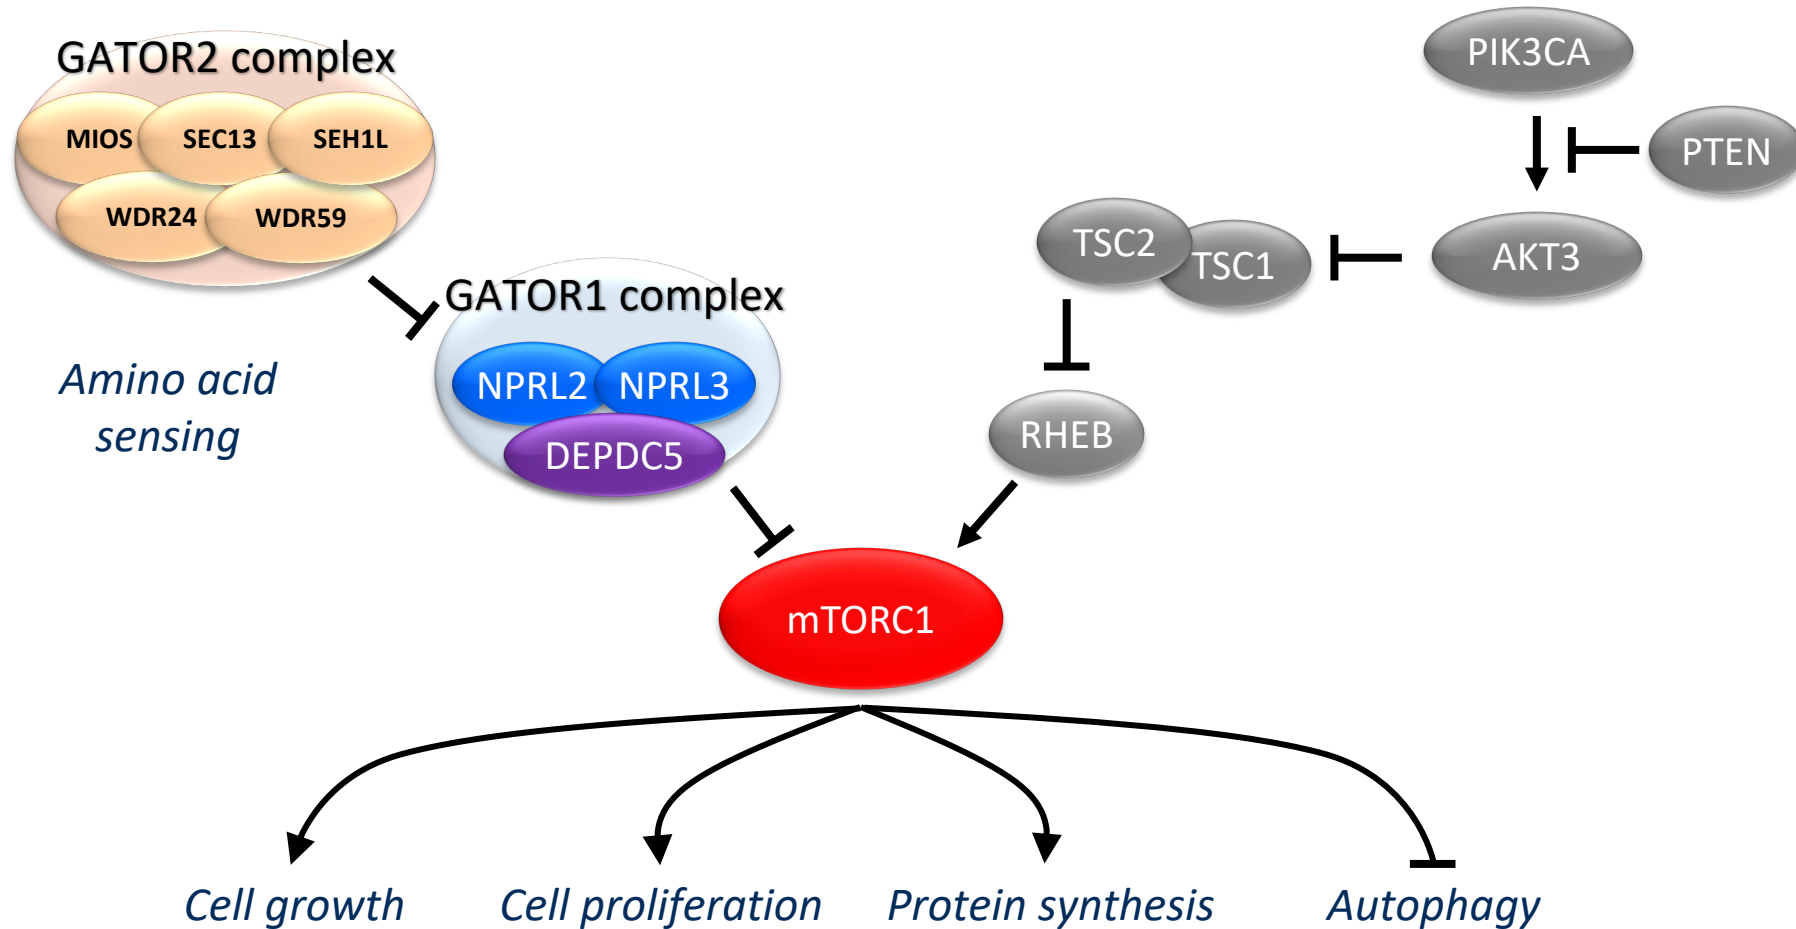 GATOR2 complex
MIOS
SEC13
SEH1L
WDR24
WDR59
Amino acid
sensing
GATOR1 complex
NPRL2
NPRL3
DEPDC5
PIK3CA
PTEN
AKT3
TSC2
TSC1
RHEB
mTORC1
Cell growth
Cell proliferation
Protein synthesis
Autophagy